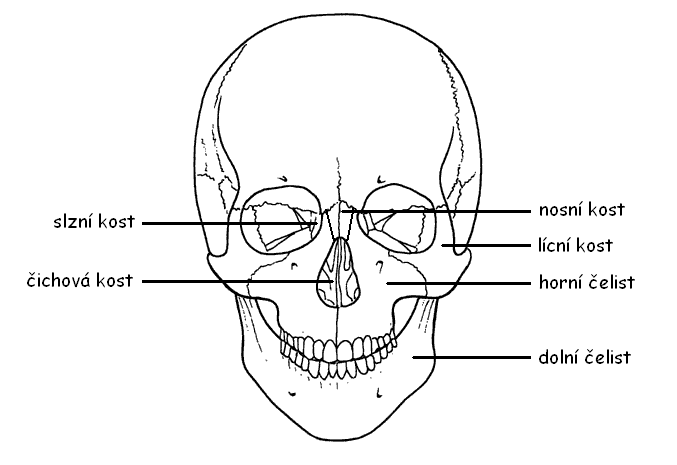 slzní kost
čichová kost
nosní kost
lícní kost
horní čelist
dolní čelist